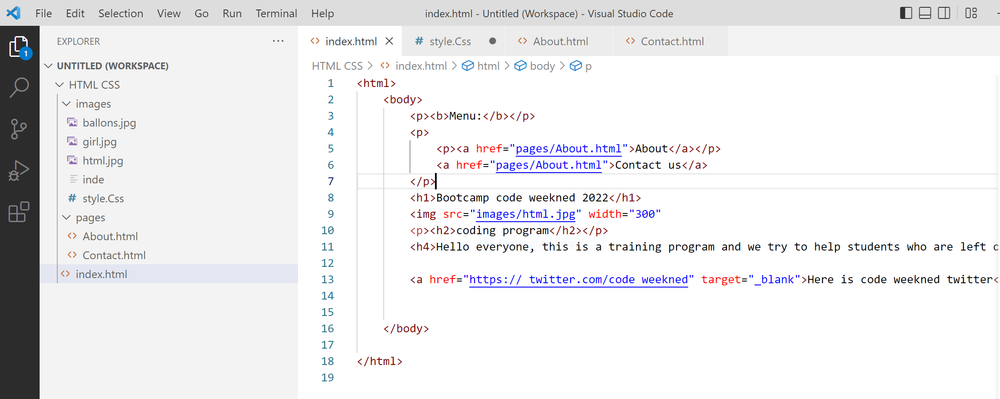 File Edit Selection View Go Run Terminal Help
index.html - Untitled (Workspace) - Visual Studio Code
1
EXPLORER
UNTITLED (WORKSPACE)
HTML CSS
images
ballons.jpg
girl.jpg
html.jpg
inde
# style.Css
pages
<> About.html
<> Contact.html
<> index.html
<> index.html # style.Css <> About.html <> Contact.html
HTML CSS > <> index.html > html > body > p
1 <html>
2 <body>
3 <p><b>Menu:</b></p>
4 <p>
5 <p><a href="pages/About.html">About</a></p>
6 <a href="pages/About.html">Contact us</a>
7 </p>
8 <h1>Bootcamp code weekned 2022</h1>
9 <img src="images/html.jpg" width="300"
10 <p><h2>coding program</h2></p>
11 <h4>Hello everyone, this is a training program and we try to help students who are left
12
13 <a href="https:// twitter.com/code weekned" target="_blank">Here is code weekned twitter<
14
15
16 </body>
17
18 </html>
19